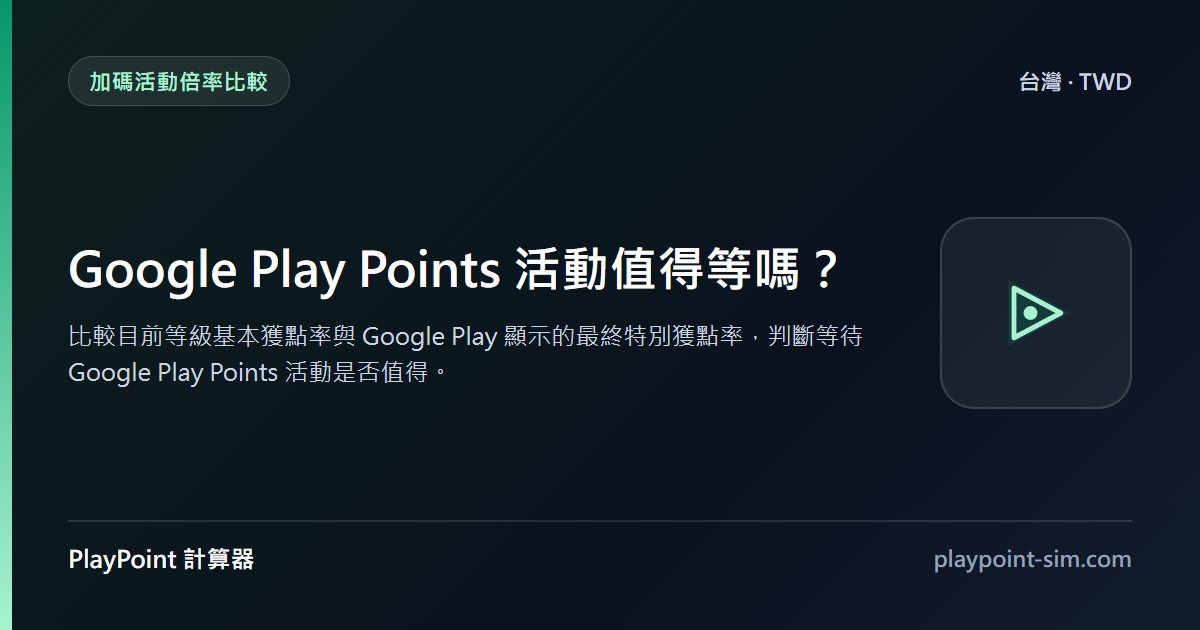 加碼活動倍率比較
台灣 · TWD
Google Play Points 活動值得等嗎？
比較目前等級基本獲點率與 Google Play 顯示的最終特別獲點率，判斷等待
Google Play Points 活動是否值得。
PlayPoint 計算器
playpoint-sim.com